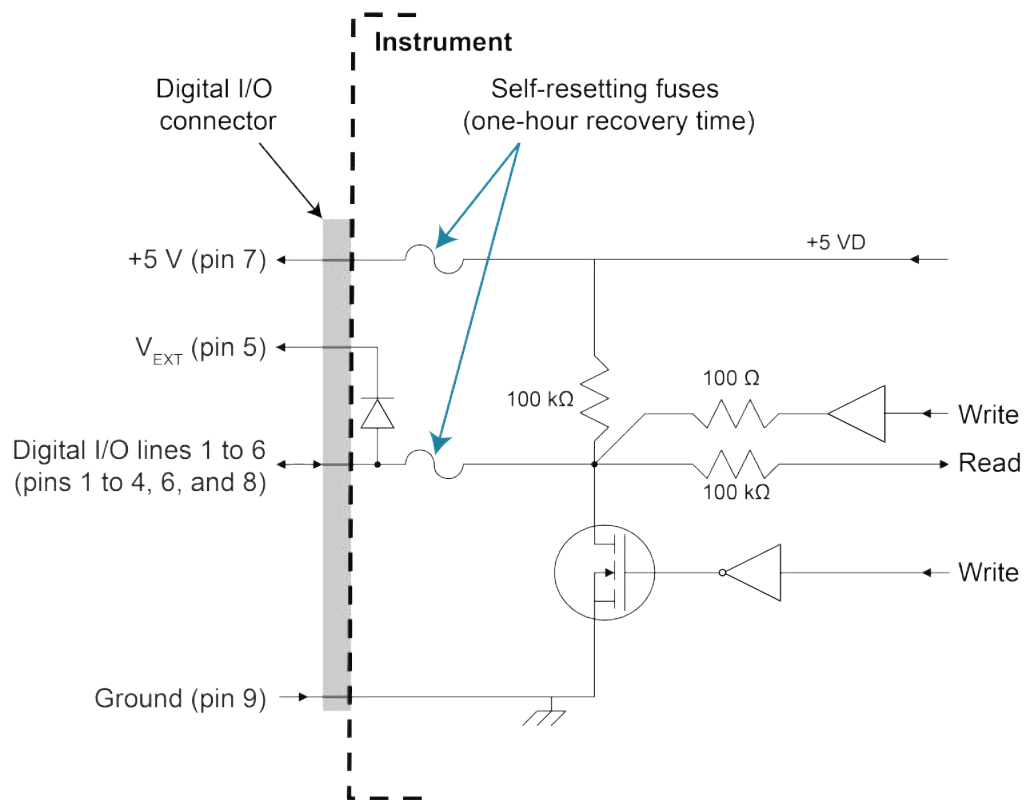 Instrument
Digital I/O
connector
Self-resetting fuses
(one-hour recovery time)
+5 V (pin 7)
+5 VD
VEXT (pin 5)
100 kΩ
100 Ω
Write
Digital I/O lines 1 to 6
(pins 1 to 4, 6, and 8)
Read
100 kΩ
Write
Ground (pin 9)